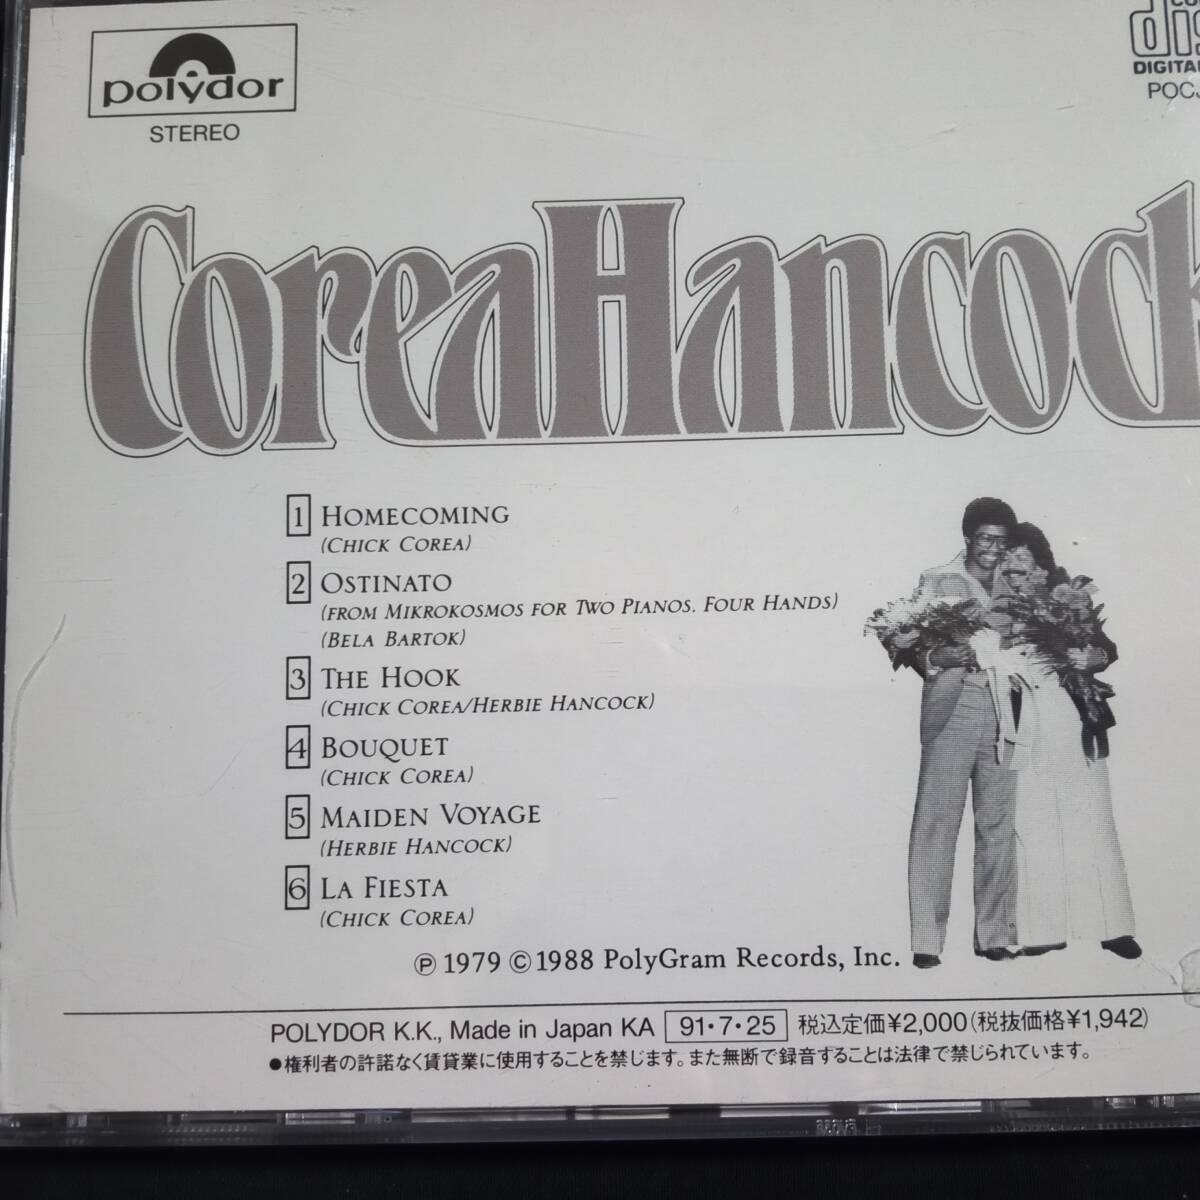 polydor
STEREO
DIGITAL
POCJ
CoreaHancock
1 HOMECOMING
(CHICK COREA)
2 OSTINATO
(FROM MIKROKOSMOS FOR TWO PIANOS. FOUR HANDS)
(BELA BARTOK)
3 THE HOOK
(CHICK COREA/HERBIE HANCOCK)
4 BOUQUET
(CHICK COREA)
5 MAIDEN VOYAGE
(HERBIE HANCOCK)
6 LA FIESTA
(CHICK COREA)
Ⓟ 1979 Ⓒ1988 PolyGram Records, Inc.
POLYDOR K.K., Made in Japan KA 91・7・25 税込定価¥2,000(税抜価格¥1,942)
●権利者の許諾なく賃貸業に使用することを禁じます。また無断で録音することは法律で禁じられています。